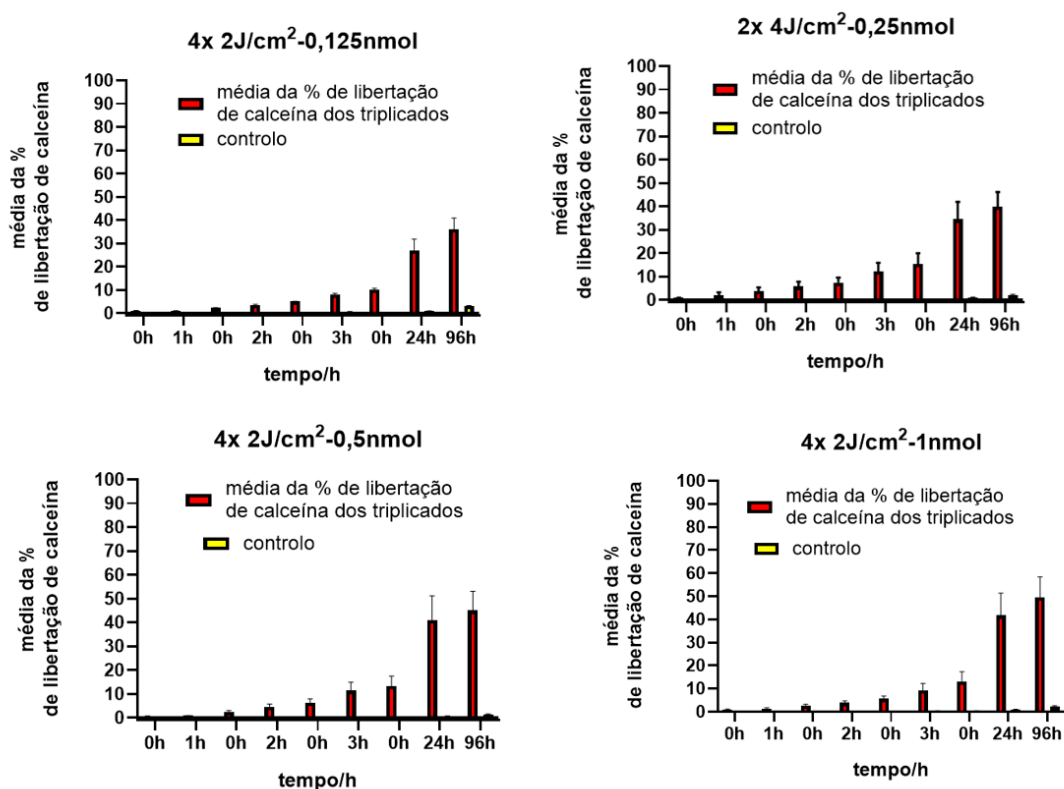 4x 2J/cm²-0,125nmol
média da %
de libertação de calceína
100
90
80
70
60
50
40
30
20
10
0
média da % de libertação
de calceína dos triplicados
controlo
0h 1h 0h 2h 0h 3h 0h 24h 96h
tempo/h
2x 4J/cm²-0,25nmol
média da %
de libertação de calceína
100
90
80
70
60
50
40
30
20
10
0
média da % de libertação
de calceína dos triplicados
controlo
0h 1h 0h 2h 0h 3h 0h 24h 96h
tempo/h
4x 2J/cm²-0,5nmol
média da %
de libertação de calceína
100
90
80
70
60
50
40
30
20
10
0
média da % de libertação
de calceína dos triplicados
controlo
0h 1h 0h 2h 0h 3h 0h 24h 96h
tempo/h
4x 2J/cm²-1nmol
média da %
de libertação de calceína
100
90
80
70
60
50
40
30
20
10
0
média da % de libertação
de calceína dos triplicados
controlo
0h 1h 0h 2h 0h 3h 0h 24h 96h
tempo/h